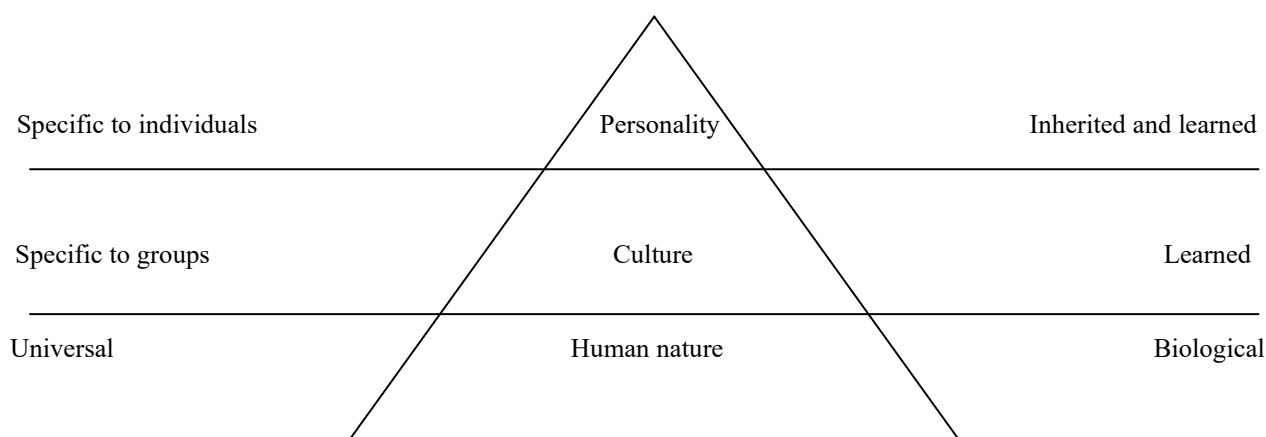 Specific to individuals Personality Inherited and learned
Specific to groups Culture Learned
Universal Human nature Biological